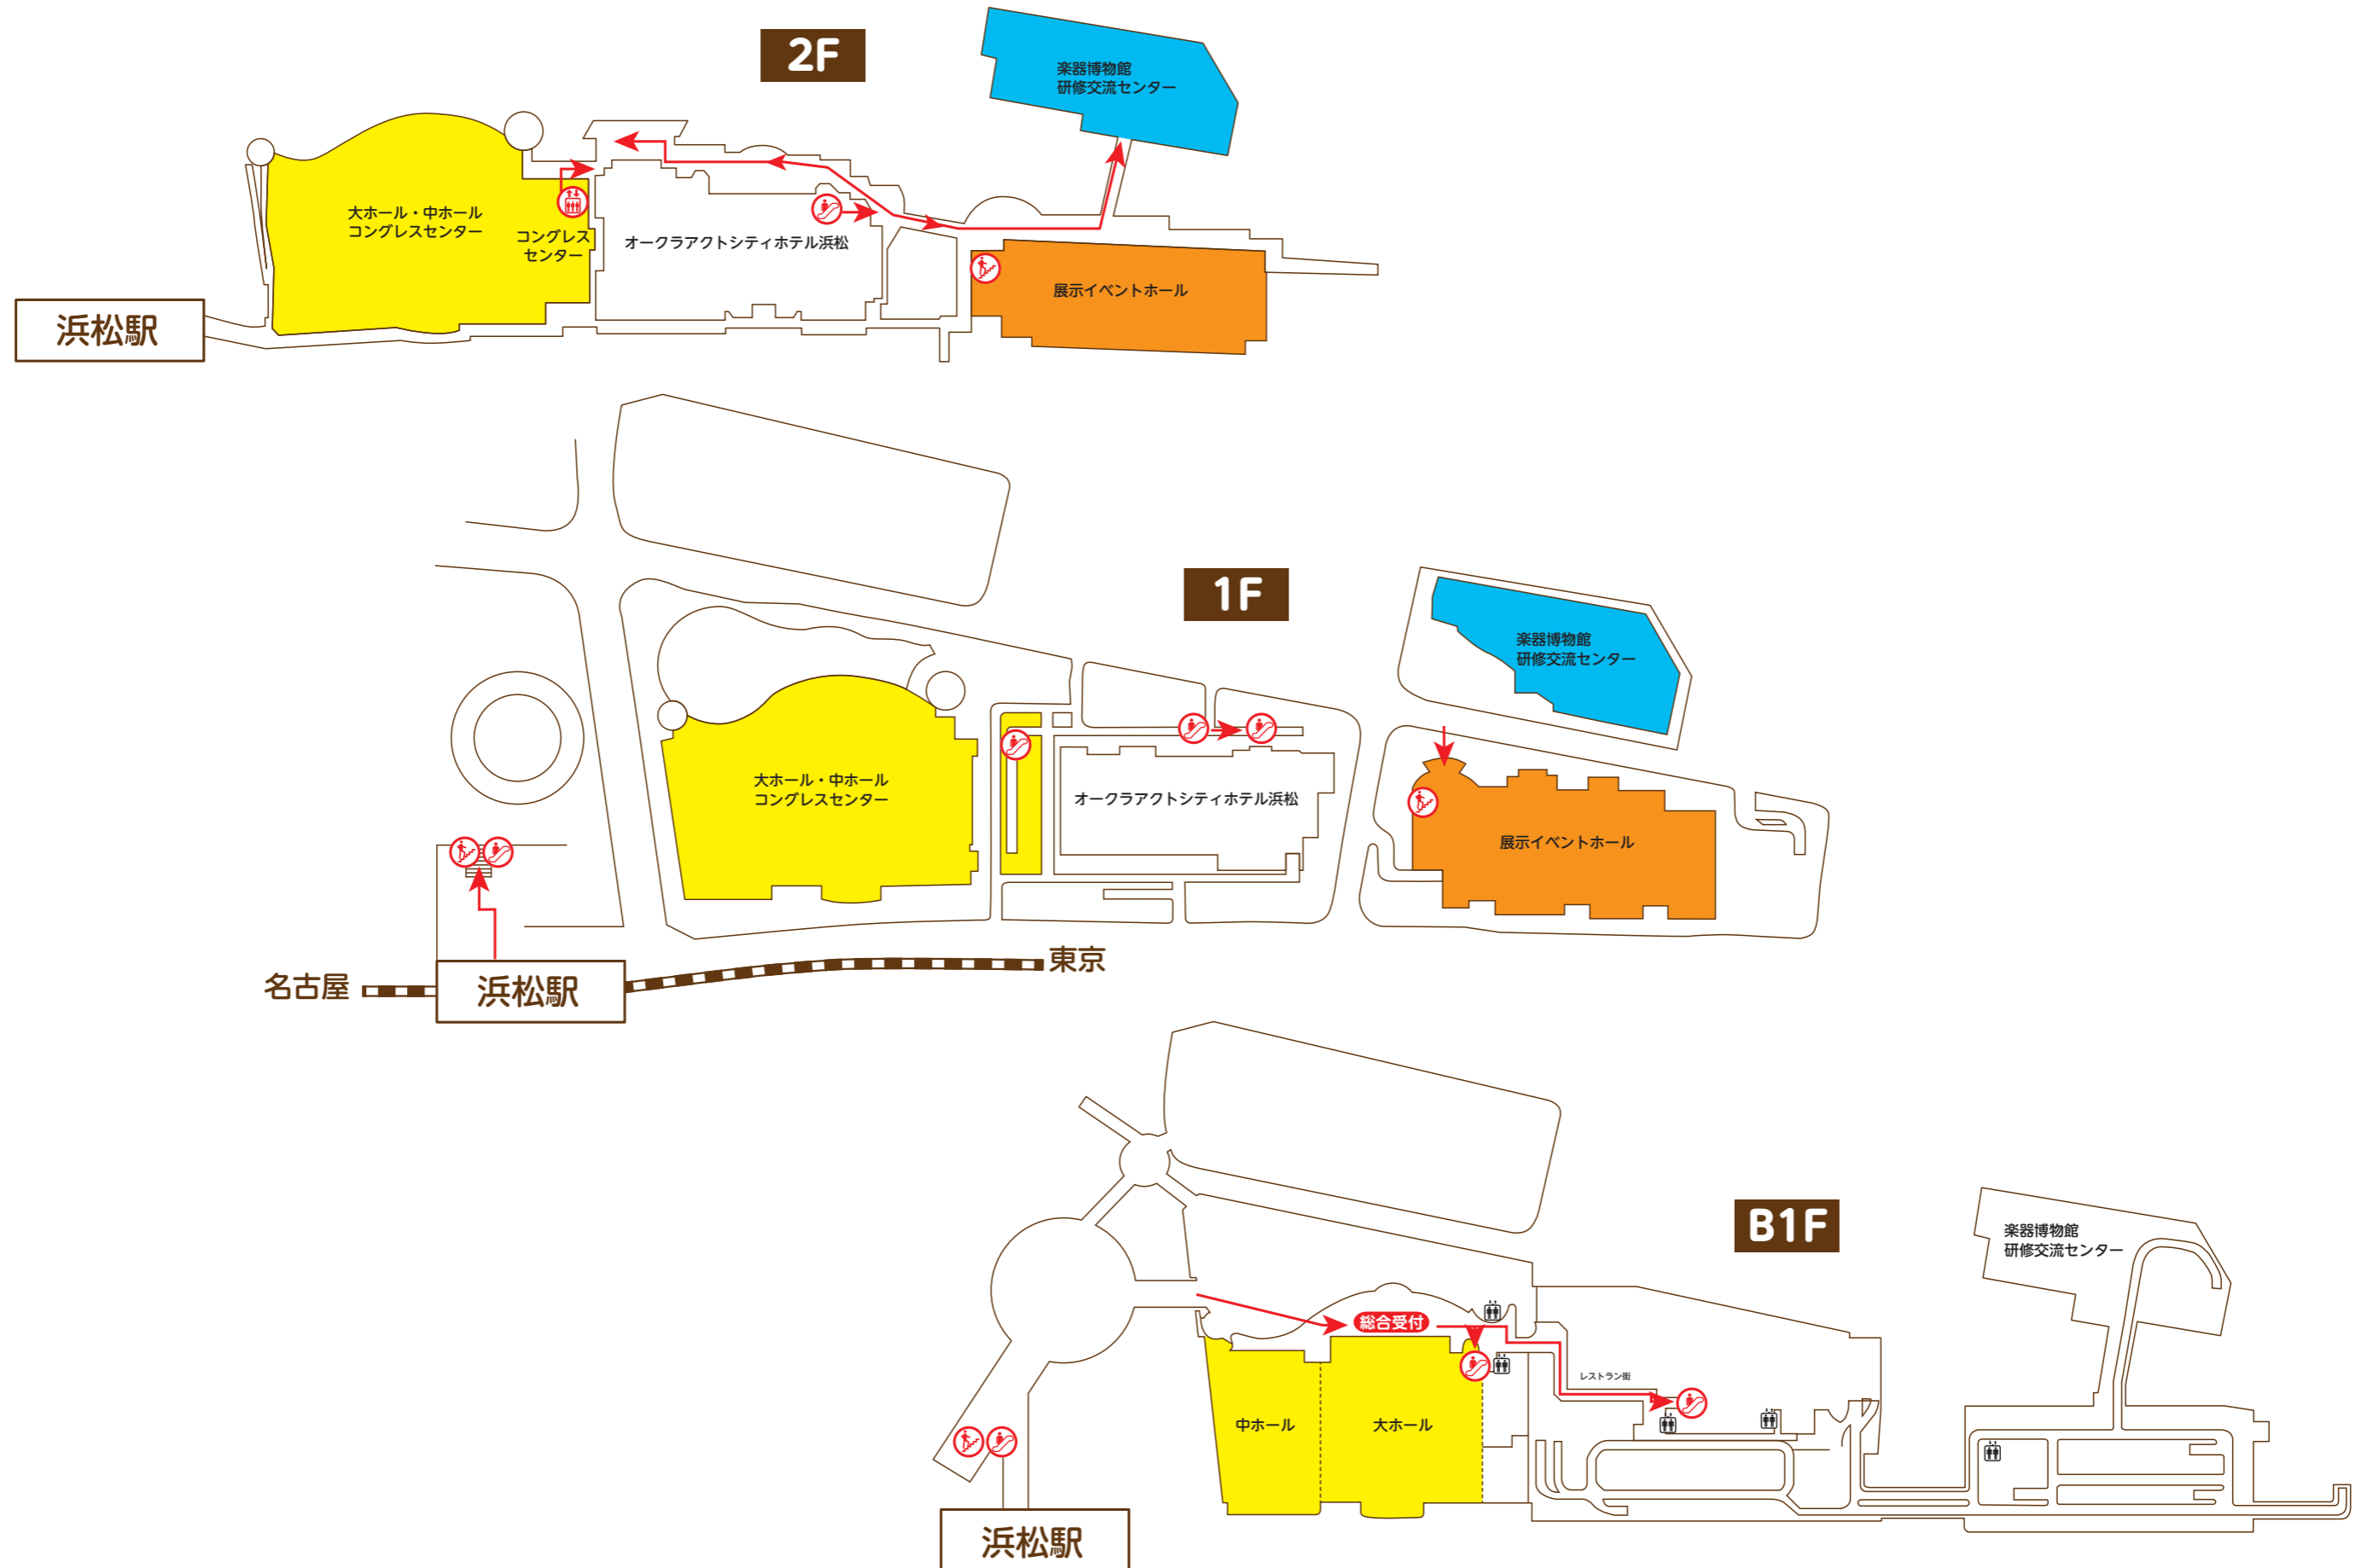 2F
楽器博物館
研修交流センター
大ホール・中ホール
コングレスセンター
コングレス
センター
オークラアクトシティホテル浜松
展示イベントホール
浜松駅
1F
楽器博物館
研修交流センター
大ホール・中ホール
コングレスセンター
オークラアクトシティホテル浜松
展示イベントホール
東京
名古屋
浜松駅
B1F
楽器博物館
研修交流センター
総合受付
レストラン街
中ホール
大ホール
浜松駅